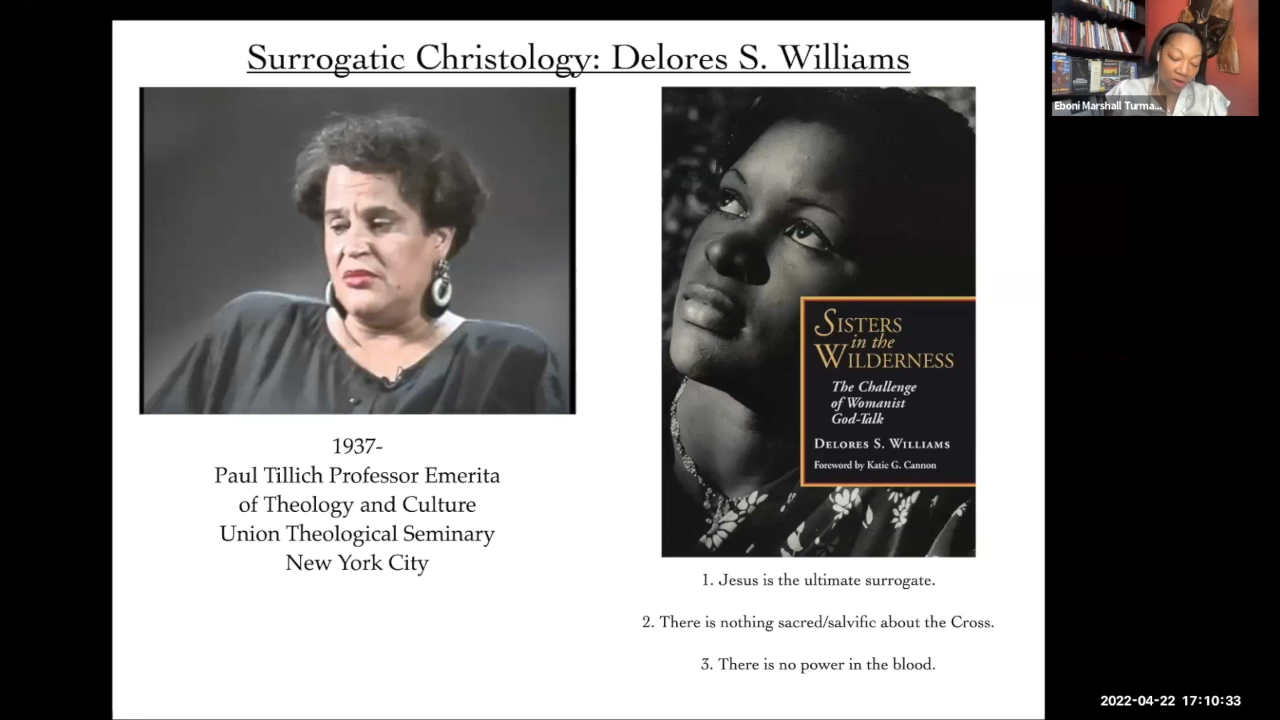 Surrogatic Christology: Delores S. Williams
1937-
Paul Tillich Professor Emerita
of Theology and Culture
Union Theological Seminary
New York City
SISTERS
in the
WILDERNESS
The Challenge
of Womanist
God-Talk
DELORES S. WILLIAMS
Foreword by Katie G. Cannon
1. Jesus is the ultimate surrogate.
2. There is nothing sacred/salvific about the Cross.
3. There is no power in the blood.
Eboni Marshall Turma...
2022-04-22 17:10:33